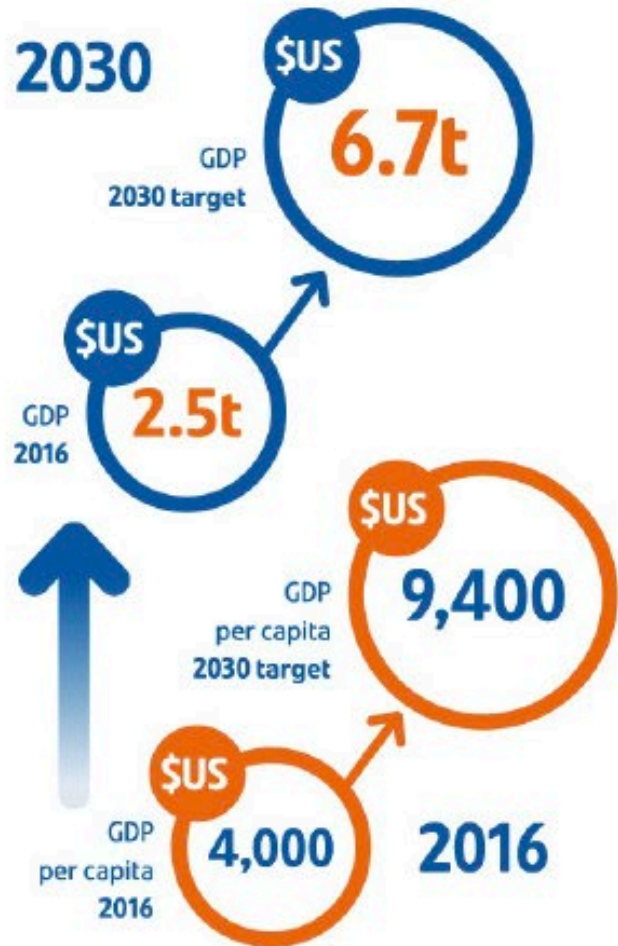 2030
$US
6.7t
GDP
2030 target
$US
2.5t
GDP
2016
$US
9,400
GDP
per capita
2030 target
$US
4,000
GDP
per capita
2016
2016